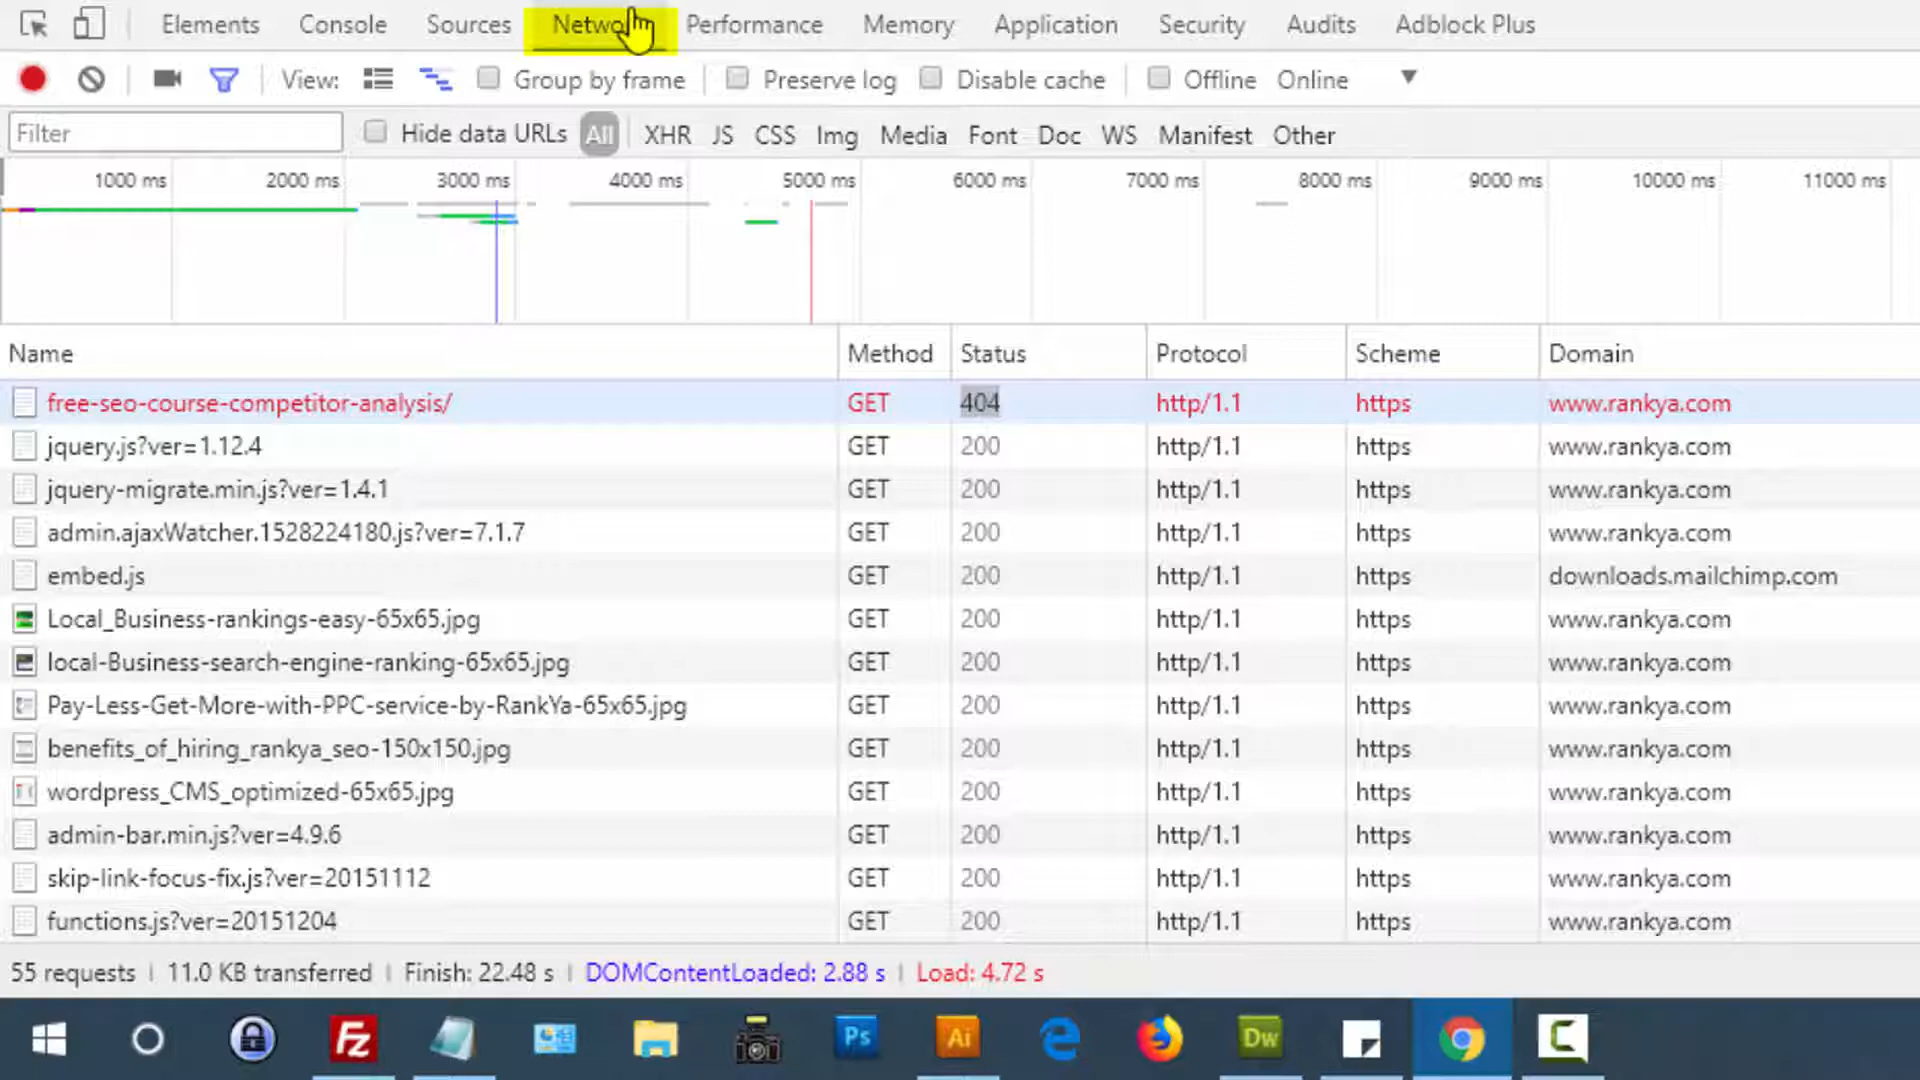 Elements Console Sources Network Performance Memory Application Security Audits Adblock Plus
View: Group by frame Preserve log Disable cache Offline Online
Filter Hide data URLs All XHR JS CSS Img Media Font Doc WS Manifest Other
1000 ms 2000 ms 3000 ms 4000 ms 5000 ms 6000 ms 7000 ms 8000 ms 9000 ms 10000 ms 11000 ms
Name Method Status Protocol Scheme Domain
free-seo-course-competitor-analysis/ GET 404 http/1.1 https www.rankya.com
jquery.js?ver=1.12.4 GET 200 http/1.1 https www.rankya.com
jquery-migrate.min.js?ver=1.4.1 GET 200 http/1.1 https www.rankya.com
admin.ajaxWatcher.1528224180.js?ver=7.1.7 GET 200 http/1.1 https www.rankya.com
embed.js GET 200 http/1.1 https downloads.mailchimp.com
Local_Business-rankings-easy-65x65.jpg GET 200 http/1.1 https www.rankya.com
local-Business-search-engine-ranking-65x65.jpg GET 200 http/1.1 https www.rankya.com
Pay-Less-Get-More-with-PPC-service-by-RankYa-65x65.jpg GET 200 http/1.1 https www.rankya.com
benefits_of_hiring_rankya_seo-150x150.jpg GET 200 http/1.1 https www.rankya.com
wordpress_CMS_optimized-65x65.jpg GET 200 http/1.1 https www.rankya.com
admin-bar.min.js?ver=4.9.6 GET 200 http/1.1 https www.rankya.com
skip-link-focus-fix.js?ver=20151112 GET 200 http/1.1 https www.rankya.com
functions.js?ver=20151204 GET 200 http/1.1 https www.rankya.com
55 requests | 11.0 KB transferred | Finish: 22.48 s | DOMContentLoaded: 2.88 s | Load: 4.72 s
Fz Ps Ai Dw C